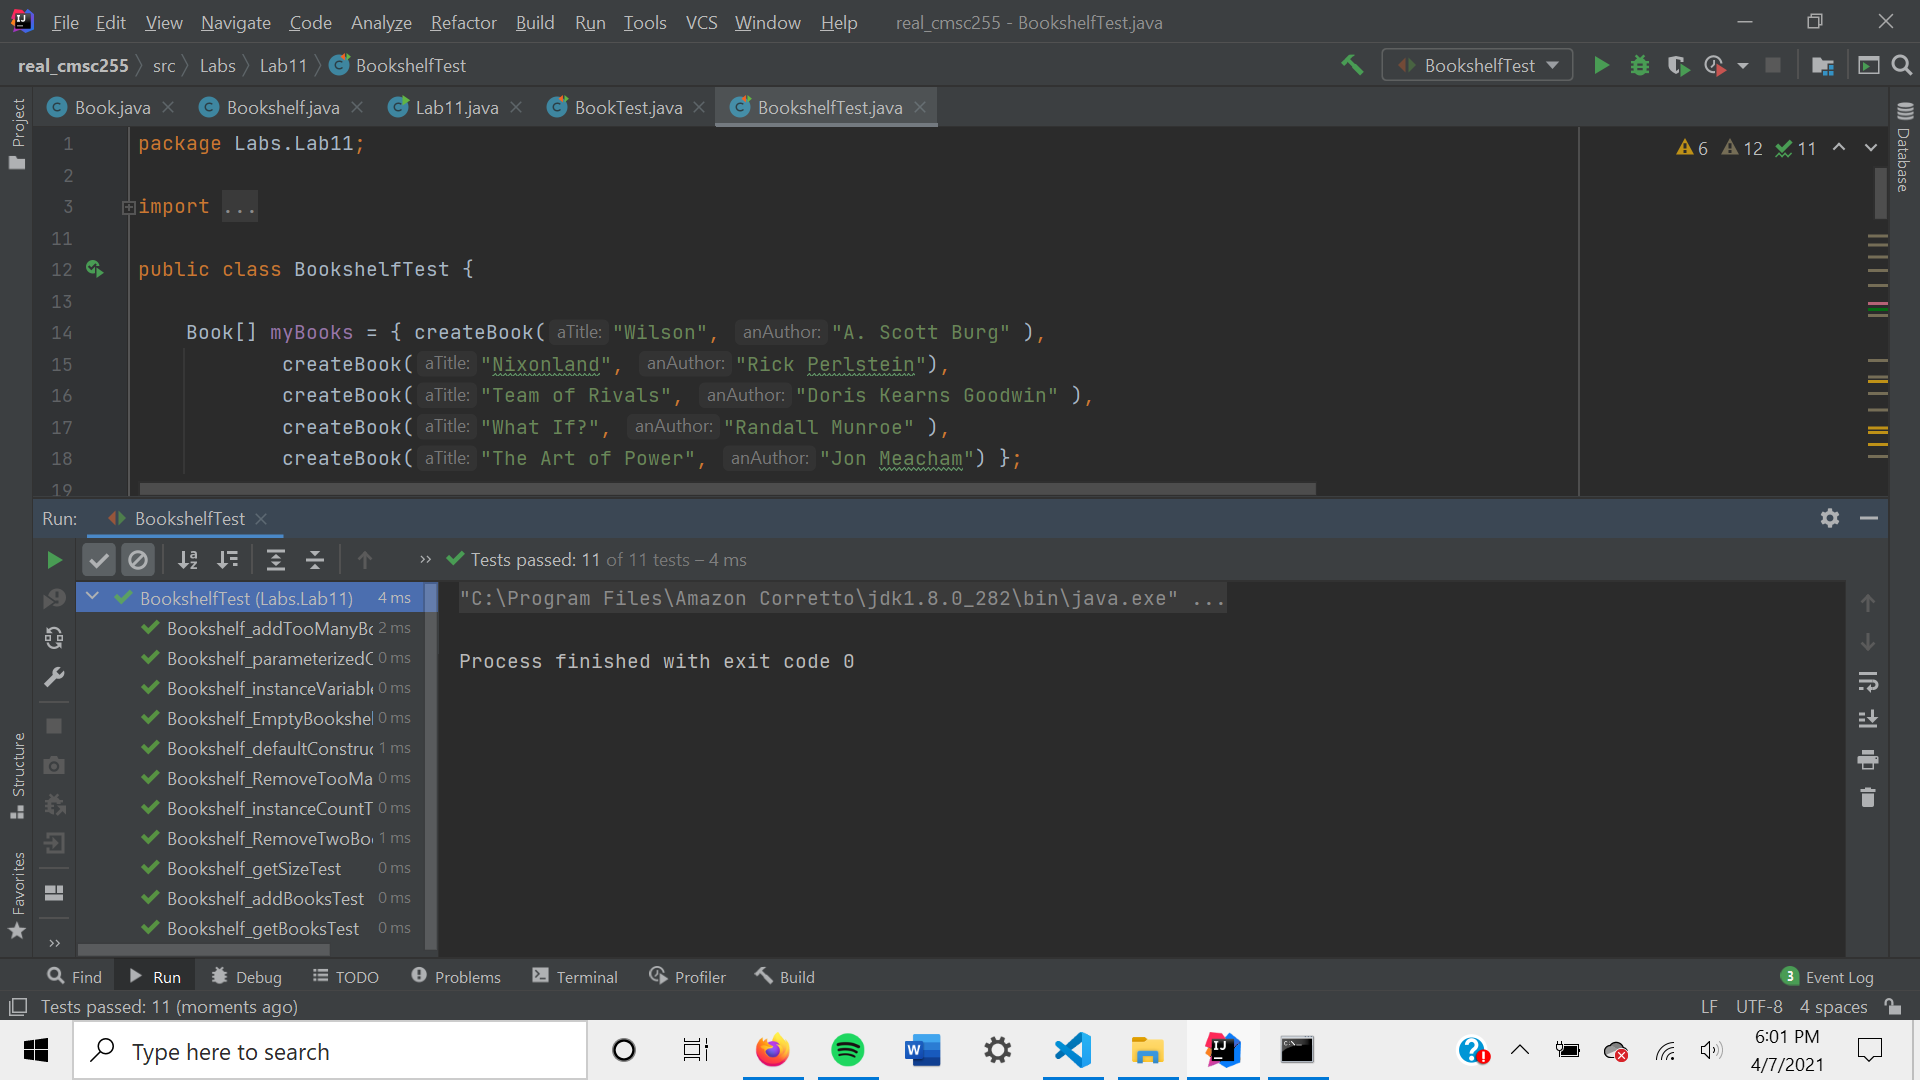 File Edit View Navigate Code Analyze Refactor Build Run Tools VCS Window Help real_cmsc255 - BookshelfTest.java
real_cmsc255 src Labs Lab11 BookshelfTest
BookshelfTest
Book.java Bookshelf.java Lab11.java BookTest.java BookshelfTest.java
Project
Database
6 12 11
1 package Labs.Lab11;
2
3 import ...
11
12 public class BookshelfTest {
13
14 Book[] myBooks = { createBook( aTitle: "Wilson", anAuthor: "A. Scott Burg" ),
15 createBook( aTitle: "Nixonland", anAuthor: "Rick Perlstein"),
16 createBook( aTitle: "Team of Rivals", anAuthor: "Doris Kearns Goodwin" ),
17 createBook( aTitle: "What If?", anAuthor: "Randall Munroe" ),
18 createBook( aTitle: "The Art of Power", anAuthor: "Jon Meacham") };
19
Run: BookshelfTest
Tests passed: 11 of 11 tests – 4 ms
BookshelfTest (Labs.Lab11) 4 ms
Bookshelf_addTooManyBo 2 ms
Bookshelf_parameterizedC 0 ms
Bookshelf_instanceVariable 0 ms
Bookshelf_EmptyBookshel 0 ms
Bookshelf_defaultConstruc 1 ms
Bookshelf_RemoveTooMa 0 ms
Bookshelf_instanceCountT 0 ms
Bookshelf_RemoveTwoBoo 1 ms
Bookshelf_getSizeTest 0 ms
Bookshelf_addBooksTest 0 ms
Bookshelf_getBooksTest 0 ms
"C:\Program Files\Amazon Corretto\jdk1.8.0_282\bin\java.exe" ...
Process finished with exit code 0
Structure
Favorites
Find Run Debug TODO Problems Terminal Profiler Build 3 Event Log
Tests passed: 11 (moments ago) LF UTF-8 4 spaces
Type here to search
6:01 PM
4/7/2021